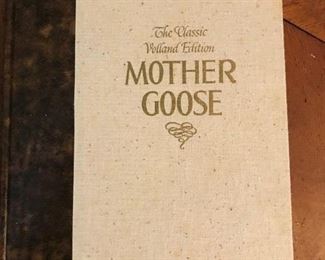 The Classic
Volland Edition
MOTHER
GOOSE